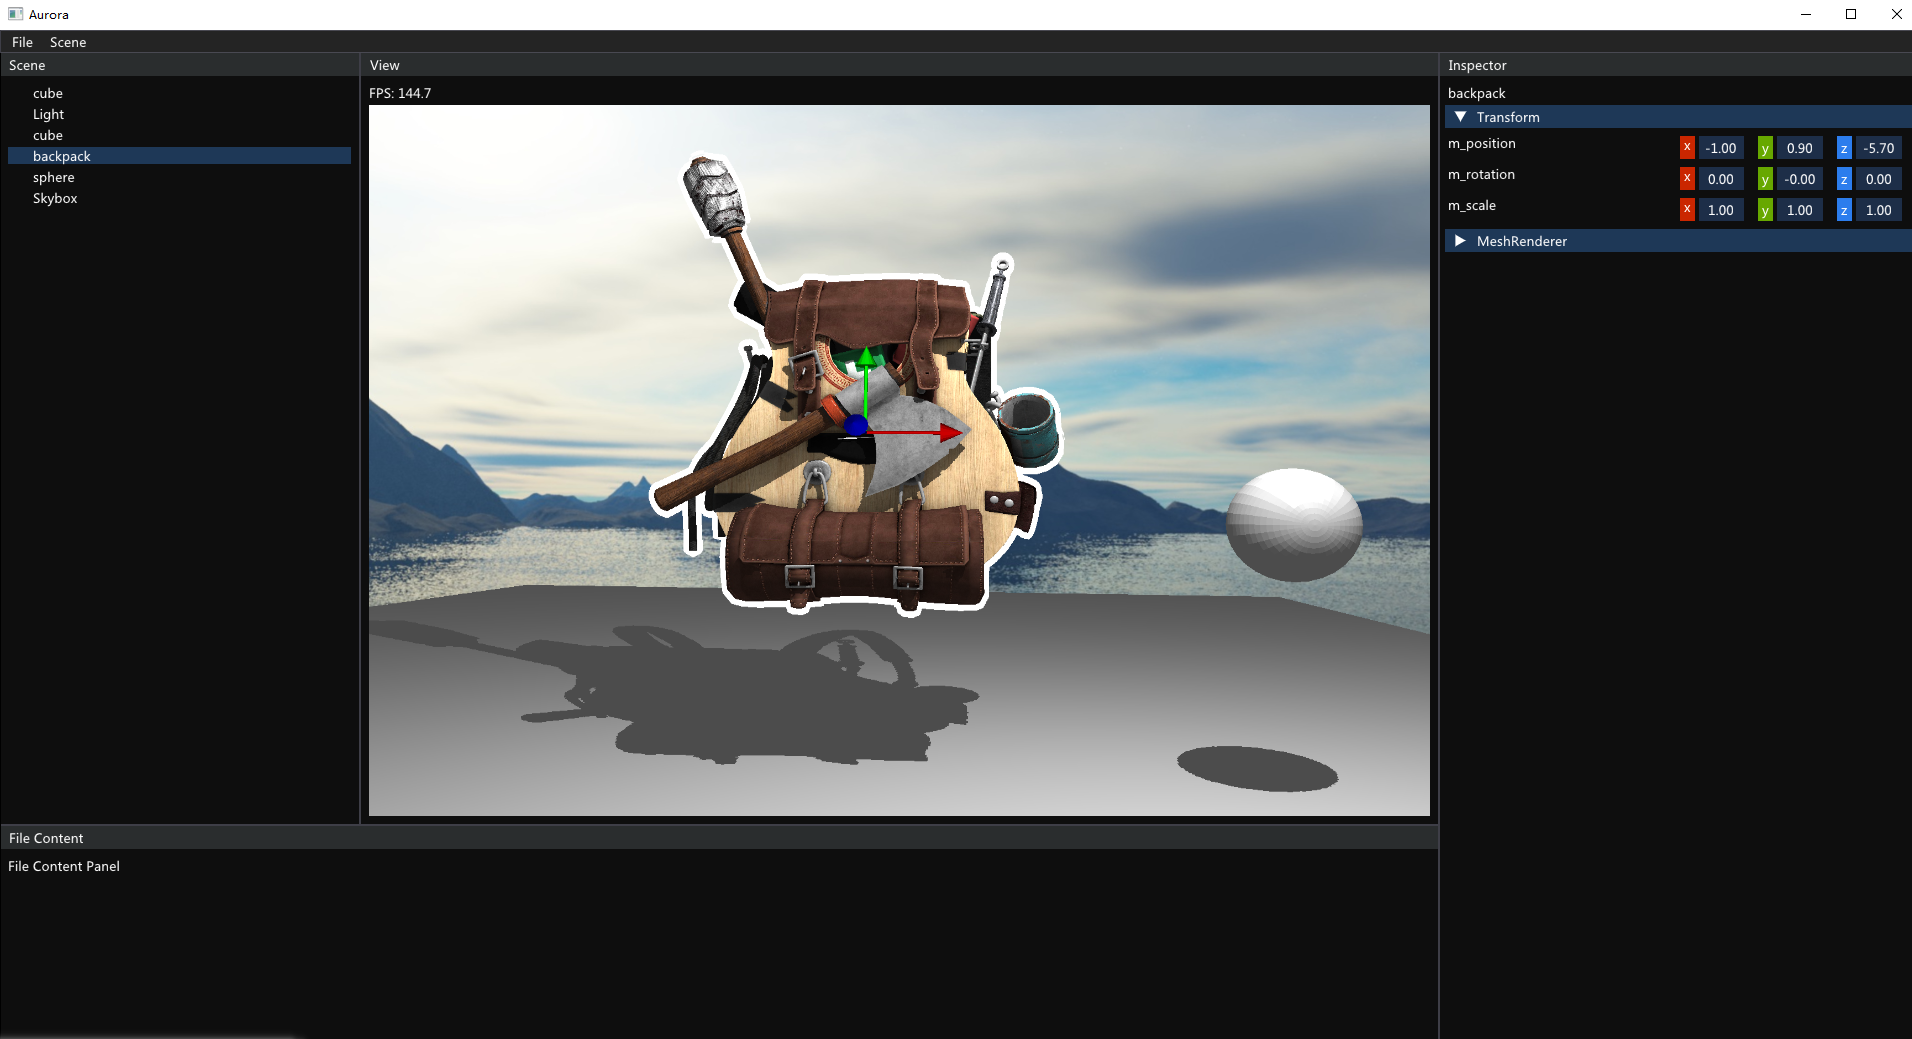 Aurora
File Scene
Scene
cube
Light
cube
backpack
sphere
Skybox
View
FPS: 144.7
Inspector
backpack
Transform
m_position x -1.00 y 0.90 z -5.70
m_rotation x 0.00 y -0.00 z 0.00
m_scale x 1.00 y 1.00 z 1.00
MeshRenderer
File Content
File Content Panel